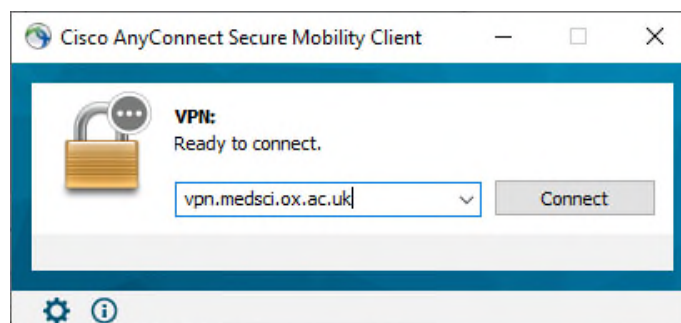 Cisco AnyConnect Secure Mobility Client
VPN:
Ready to connect.
vpn.medsci.ox.ac.uk
Connect